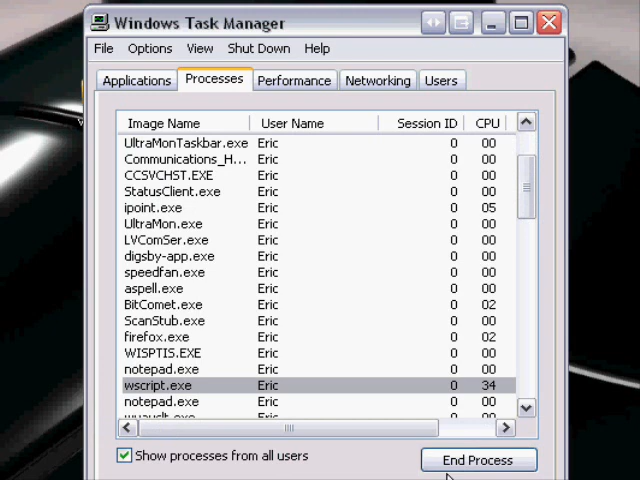 Windows Task Manager
File Options View Shut Down Help
Applications Processes Performance Networking Users
Image Name User Name Session ID CPU
UltraMonTaskbar.exe Eric 0 00
Communications_H... Eric 0 00
CCSVCHST.EXE Eric 0 00
StatusClient.exe Eric 0 00
ipoint.exe Eric 0 05
UltraMon.exe Eric 0 00
LVComSer.exe Eric 0 00
digsby-app.exe Eric 0 00
speedfan.exe Eric 0 00
aspell.exe Eric 0 00
BitComet.exe Eric 0 02
ScanStub.exe Eric 0 00
firefox.exe Eric 0 02
WISPTIS.EXE Eric 0 00
notepad.exe Eric 0 00
wscript.exe Eric 0 34
notepad.exe Eric 0 00
wuauclt.exe Eric 0 00
Show processes from all users
End Process